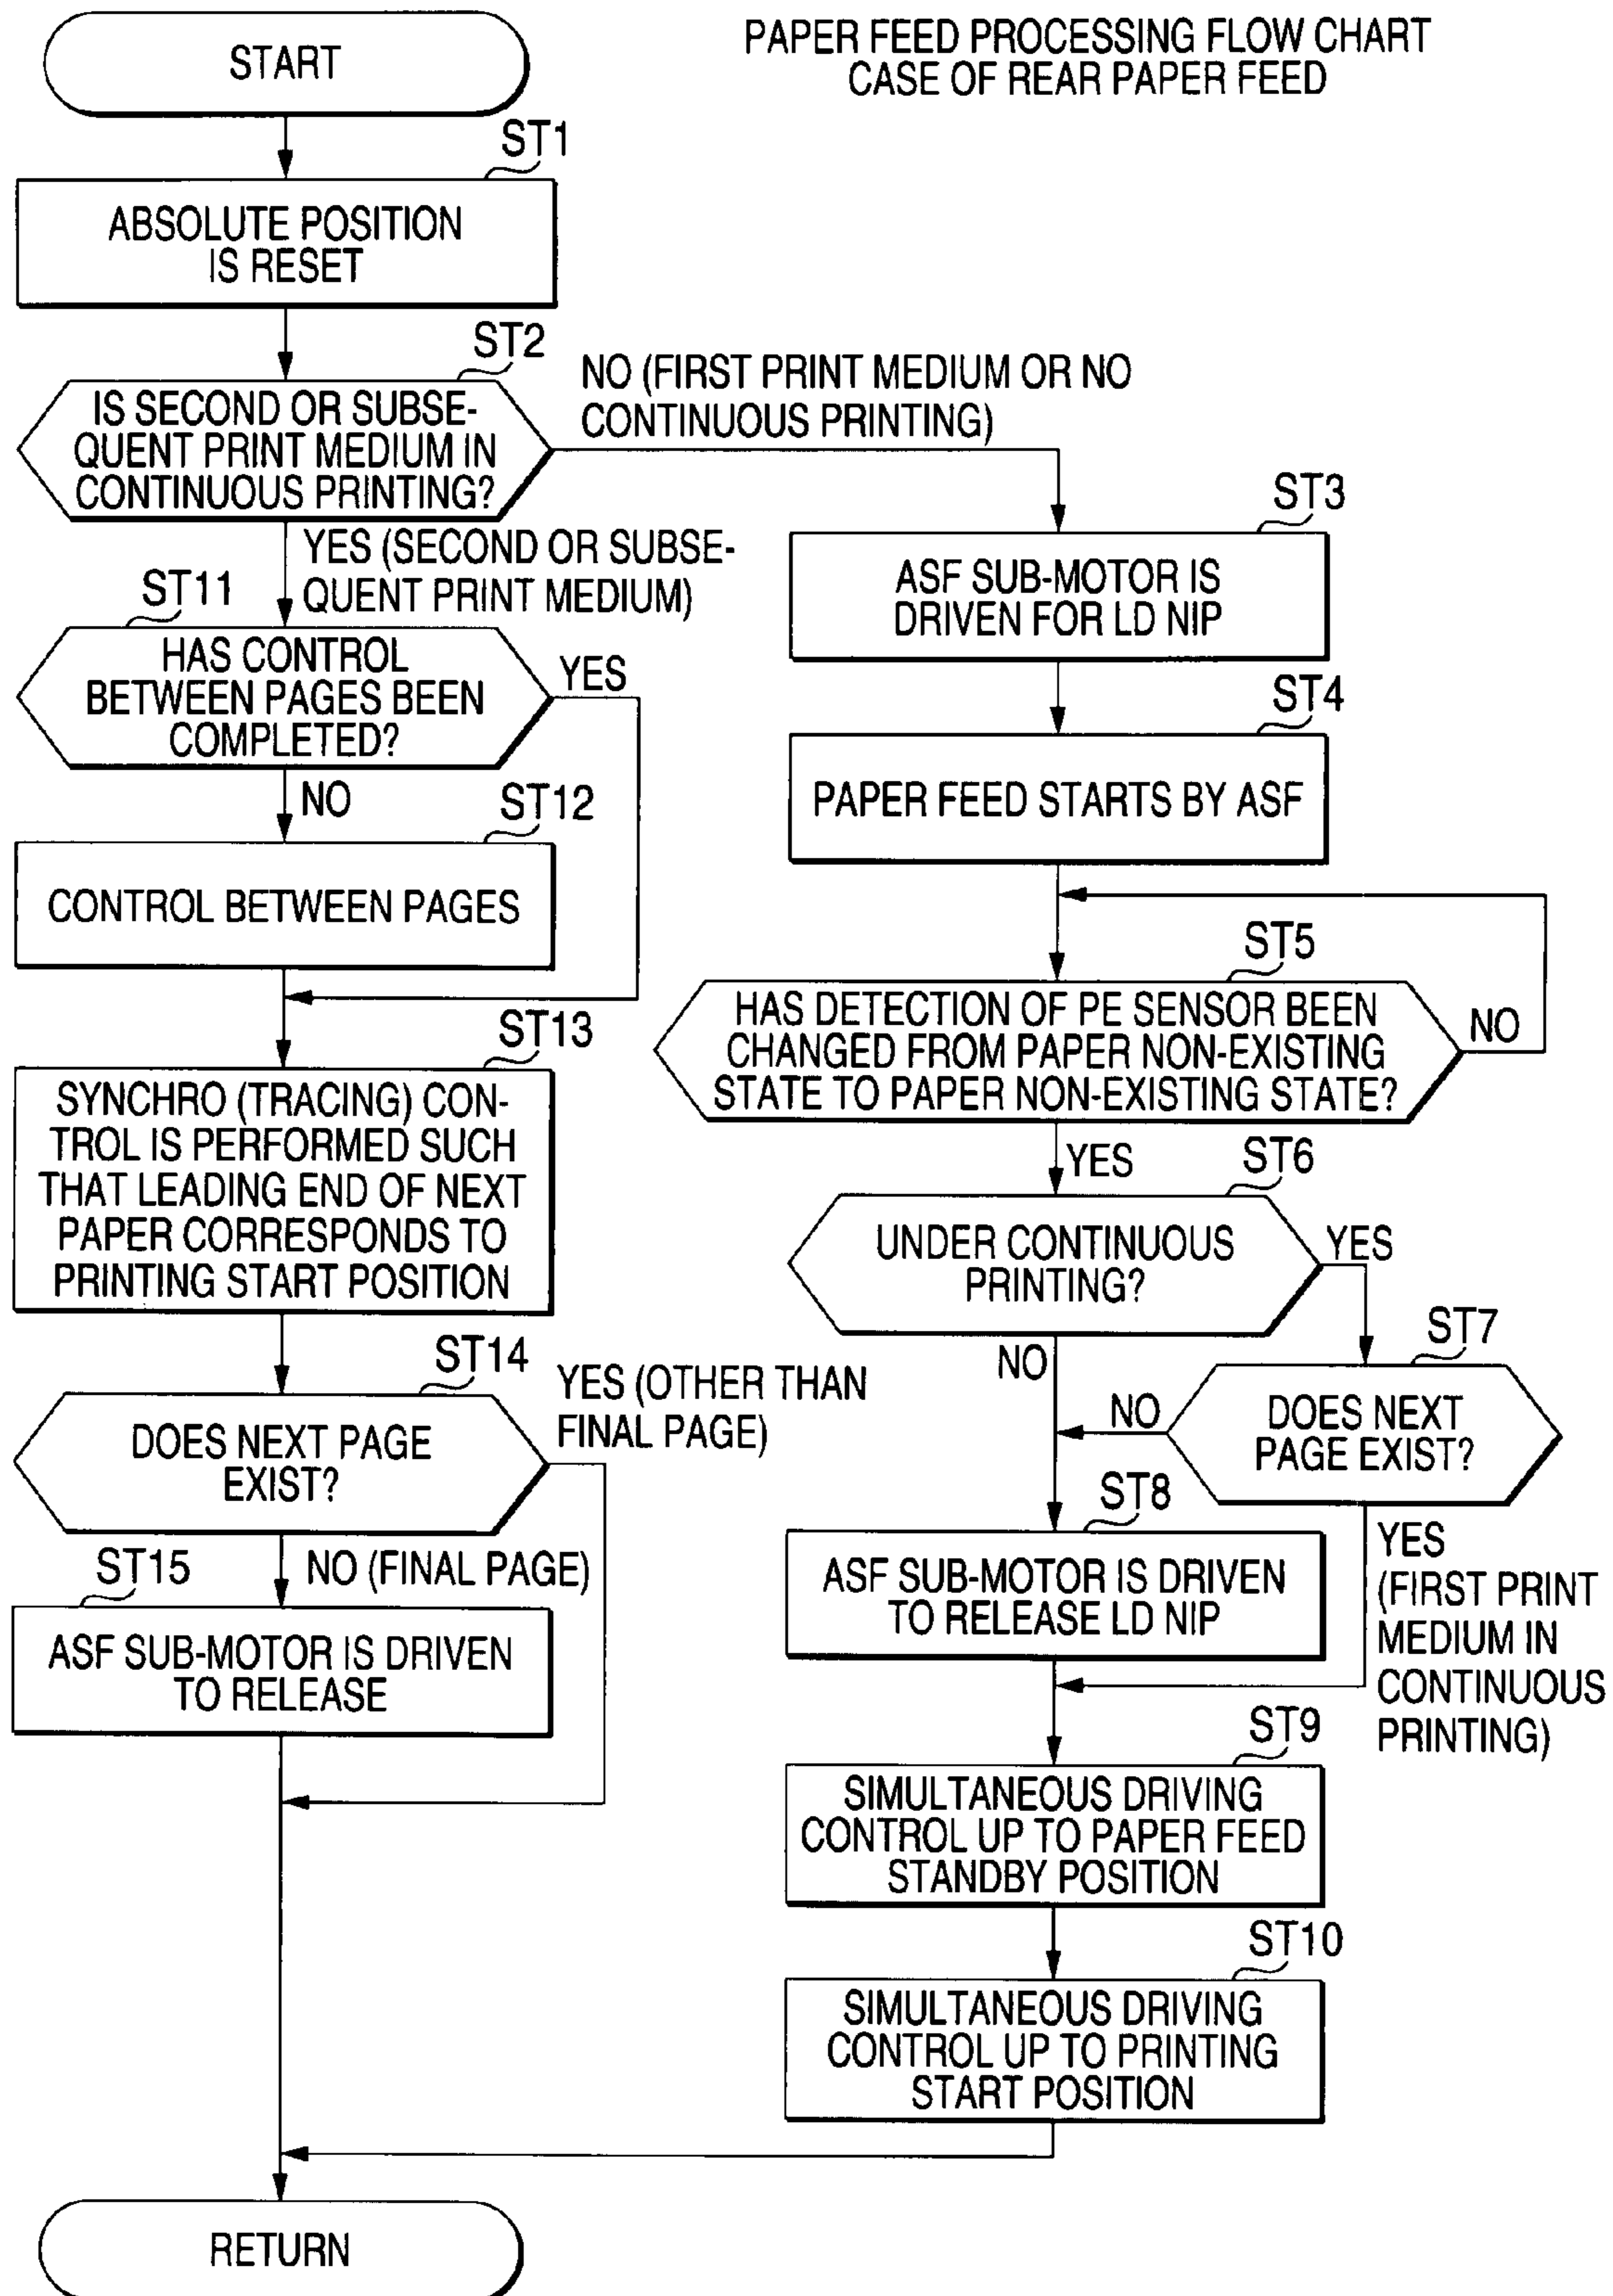 PAPER FEED PROCESSING FLOW CHART
CASE OF REAR PAPER FEED
START
ST1
ABSOLUTE POSITION
IS RESET
ST2
IS SECOND OR SUBSE-
QUENT PRINT MEDIUM IN
CONTINUOUS PRINTING?
NO (FIRST PRINT MEDIUM OR NO
CONTINUOUS PRINTING)
YES (SECOND OR SUBSE-
QUENT PRINT MEDIUM)
ST3
ASF SUB-MOTOR IS
DRIVEN FOR LD NIP
ST4
PAPER FEED STARTS BY ASF
ST5
HAS DETECTION OF PE SENSOR BEEN
CHANGED FROM PAPER NON-EXISTING
STATE TO PAPER NON-EXISTING STATE?
NO
YES
ST6
UNDER CONTINUOUS
PRINTING?
YES
NO
ST7
DOES NEXT
PAGE EXIST?
NO
YES
(FIRST PRINT
MEDIUM IN
CONTINUOUS
PRINTING)
ST8
ASF SUB-MOTOR IS DRIVEN
TO RELEASE LD NIP
ST9
SIMULTANEOUS DRIVING
CONTROL UP TO PAPER FEED
STANDBY POSITION
ST10
SIMULTANEOUS DRIVING
CONTROL UP TO PRINTING
START POSITION
ST11
HAS CONTROL
BETWEEN PAGES BEEN
COMPLETED?
YES
NO
ST12
CONTROL BETWEEN PAGES
ST13
SYNCHRO (TRACING) CON-
TROL IS PERFORMED SUCH
THAT LEADING END OF NEXT
PAPER CORRESPONDS TO
PRINTING START POSITION
ST14
DOES NEXT PAGE
EXIST?
YES (OTHER THAN
FINAL PAGE)
NO (FINAL PAGE)
ST15
ASF SUB-MOTOR IS DRIVEN
TO RELEASE
RETURN